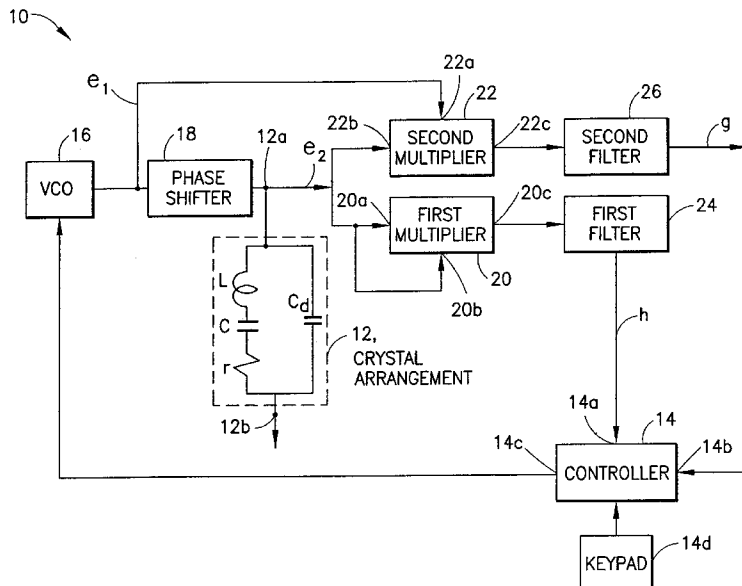 10
e1
22a
22
26
16
18
12a
22b
22c
g
VCO
PHASE
SHIFTER
e2
SECOND
MULTIPLIER
SECOND
FILTER
20a
20c
24
FIRST
MULTIPLIER
FIRST
FILTER
20b
20
L
C
r
Cd
12,
CRYSTAL
ARRANGEMENT
h
12b
14a
14
14c
14b
CONTROLLER
14d
KEYPAD